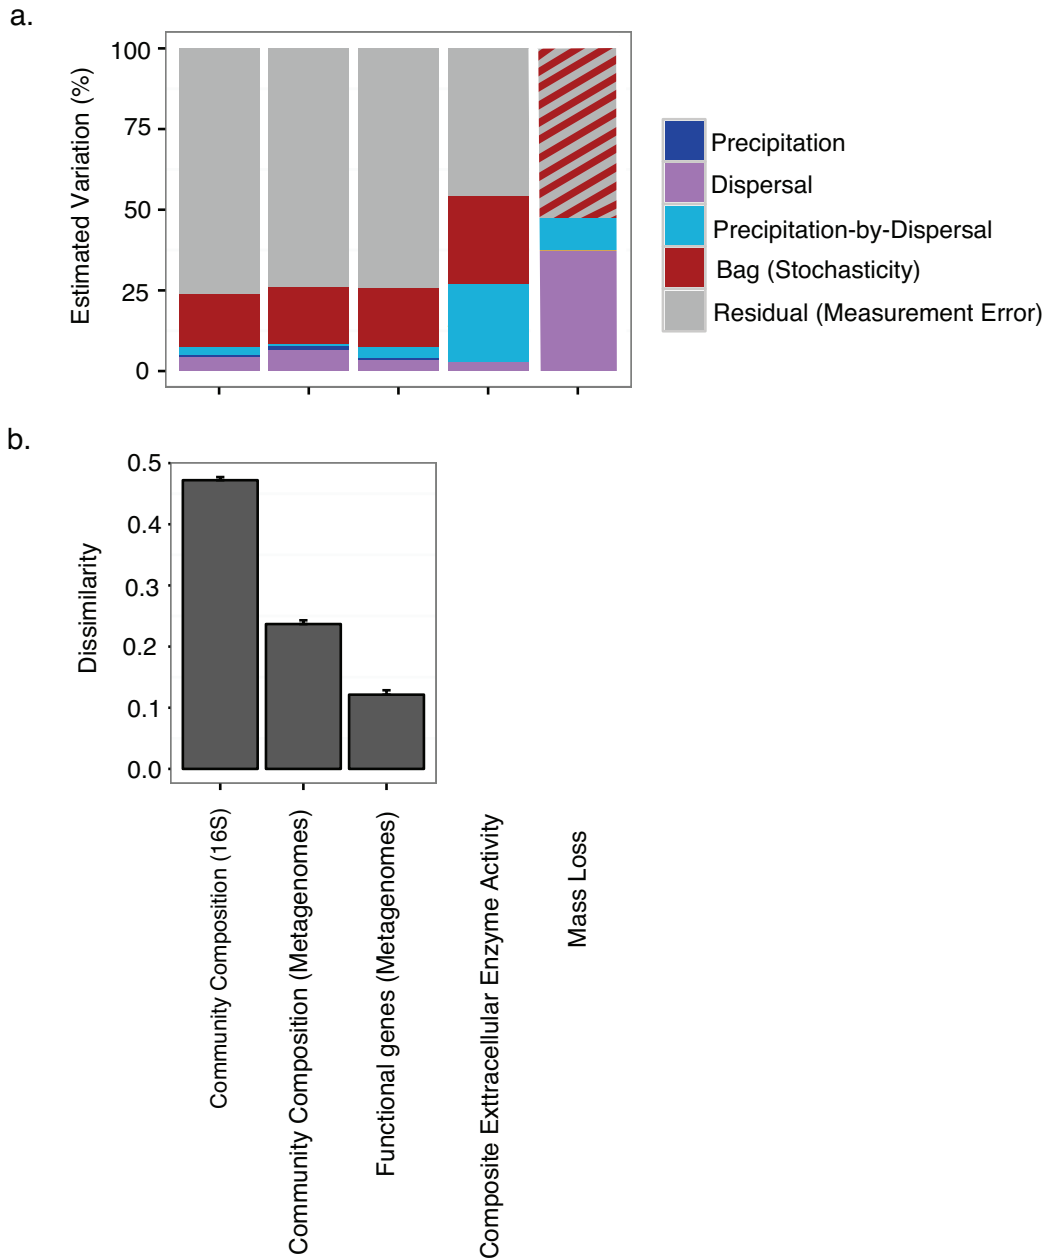 a.
Estimated Variation (%)
100
75
50
25
0
Precipitation
Dispersal
Precipitation-by-Dispersal
Bag (Stochasticity)
Residual (Measurement Error)
b.
Dissimilarity
0.5
0.4
0.3
0.2
0.1
0.0
Community Composition (16S)
Community Composition (Metagenomes)
Functional genes (Metagenomes)
Composite Exttracellular Enzyme Activity
Mass Loss